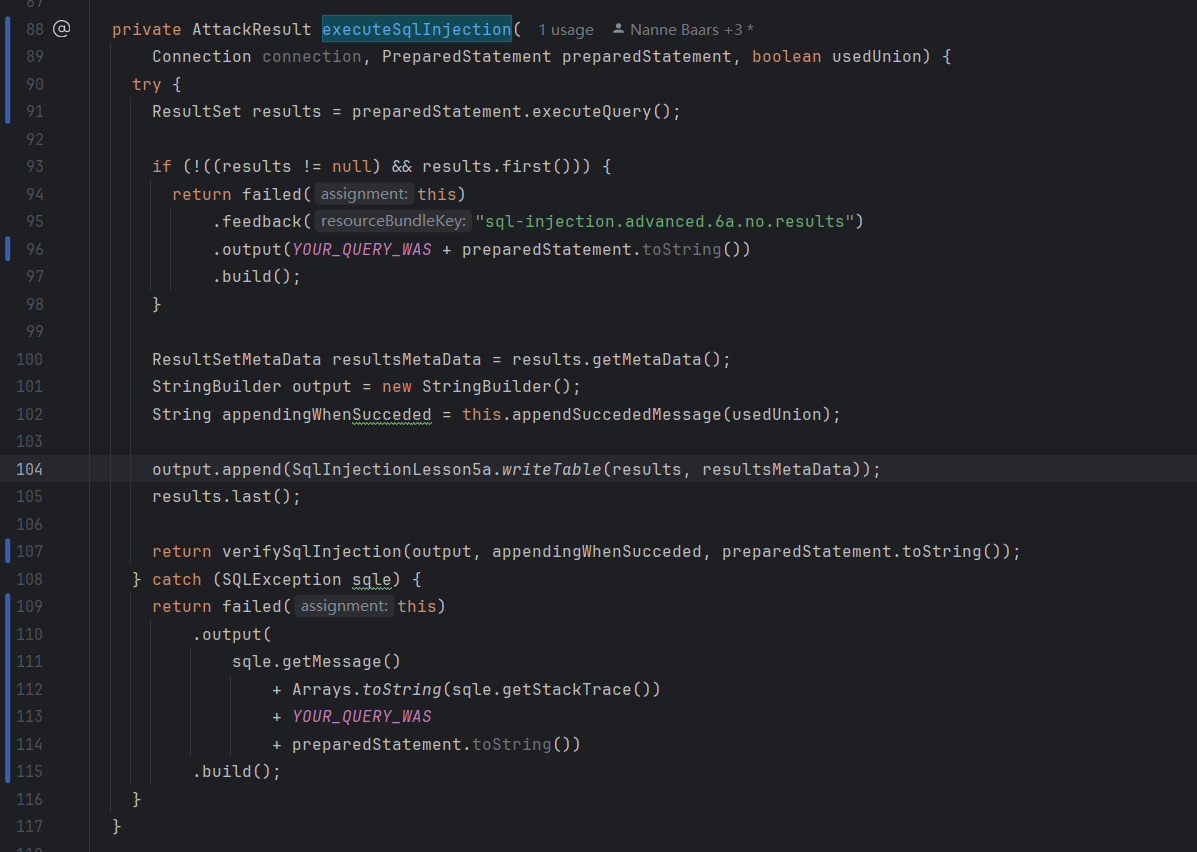 87
88 @ private AttackResult executeSqlInjection( 1 usage Nanne Baars +3 *
89 Connection connection, PreparedStatement preparedStatement, boolean usedUnion) {
90 try {
91 ResultSet results = preparedStatement.executeQuery();
92
93 if (!((results != null) && results.first())) {
94 return failed( assignment: this)
95 .feedback( resourceBundleKey: "sql-injection.advanced.6a.no.results")
96 .output(YOUR_QUERY_WAS + preparedStatement.toString())
97 .build();
98 }
99
100 ResultSetMetaData resultsMetaData = results.getMetaData();
101 StringBuilder output = new StringBuilder();
102 String appendingWhenSucceded = this.appendSuccededMessage(usedUnion);
103
104 output.append(SqlInjectionLesson5a.writeTable(results, resultsMetaData));
105 results.last();
106
107 return verifySqlInjection(output, appendingWhenSucceded, preparedStatement.toString());
108 } catch (SQLException sqle) {
109 return failed( assignment: this)
110 .output(
111 sqle.getMessage()
112 + Arrays.toString(sqle.getStackTrace())
113 + YOUR_QUERY_WAS
114 + preparedStatement.toString())
115 .build();
116 }
117 }
118